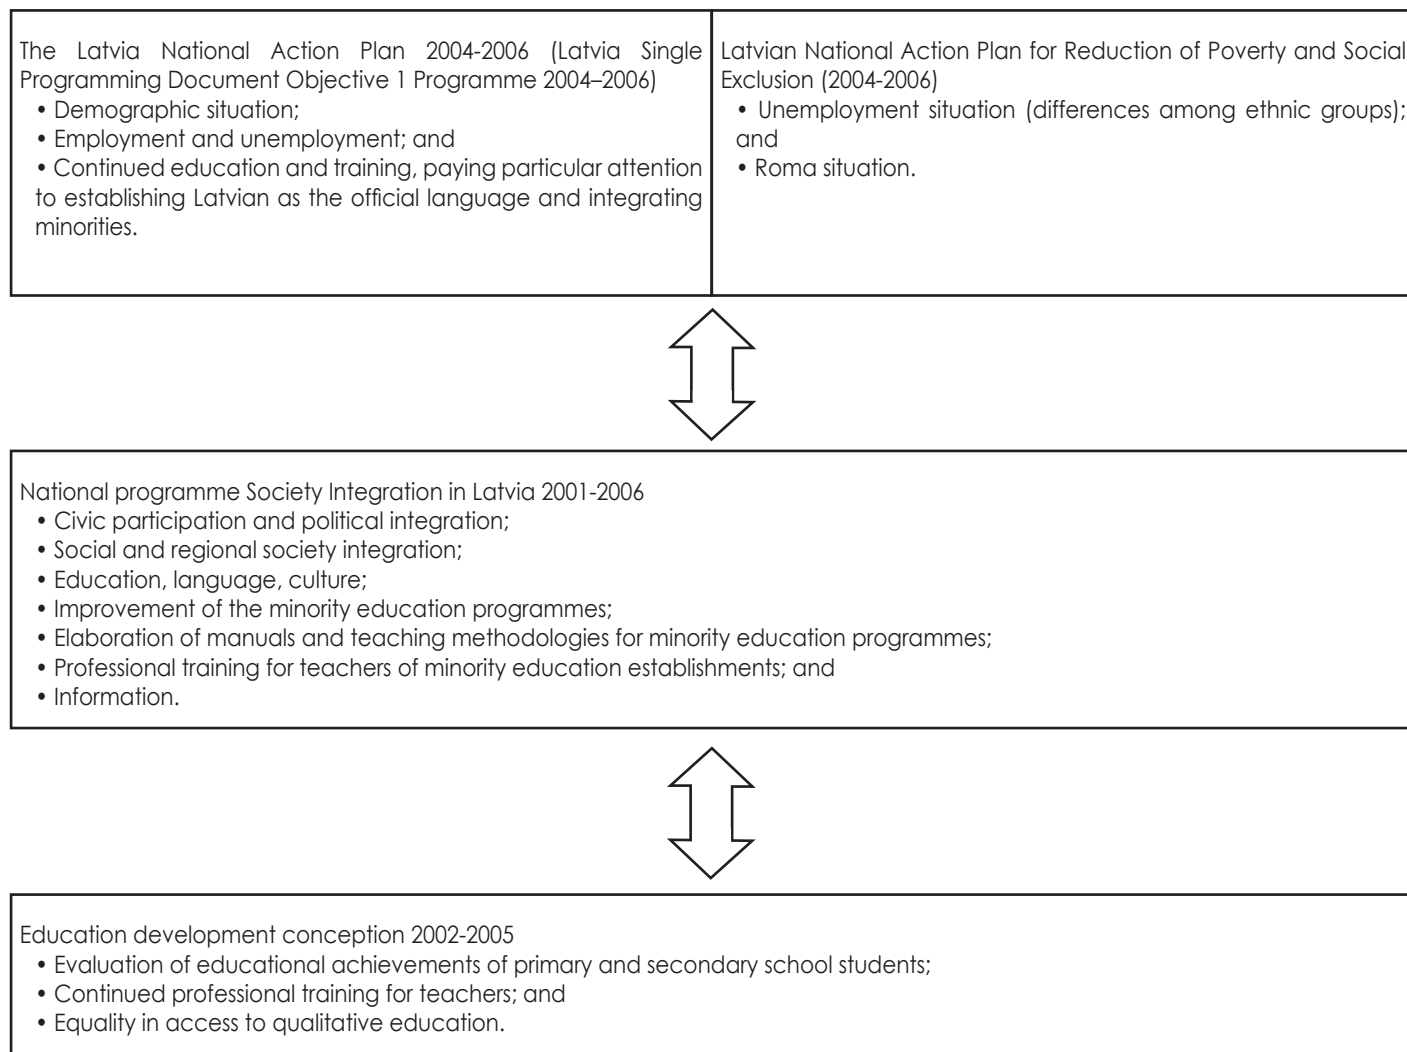 The Latvia National Action Plan 2004-2006 (Latvia Single
Programming Document Objective 1 Programme 2004–2006)
• Demographic situation;
• Employment and unemployment; and
• Continued education and training, paying particular attention
to establishing Latvian as the official language and integrating
minorities.
Latvian National Action Plan for Reduction of Poverty and Social
Exclusion (2004-2006)
• Unemployment situation (differences among ethnic groups);
and
• Roma situation.
National programme Society Integration in Latvia 2001-2006
• Civic participation and political integration;
• Social and regional society integration;
• Education, language, culture;
• Improvement of the minority education programmes;
• Elaboration of manuals and teaching methodologies for minority education programmes;
• Professional training for teachers of minority education establishments; and
• Information.
Education development conception 2002-2005
• Evaluation of educational achievements of primary and secondary school students;
• Continued professional training for teachers; and
• Equality in access to qualitative education.